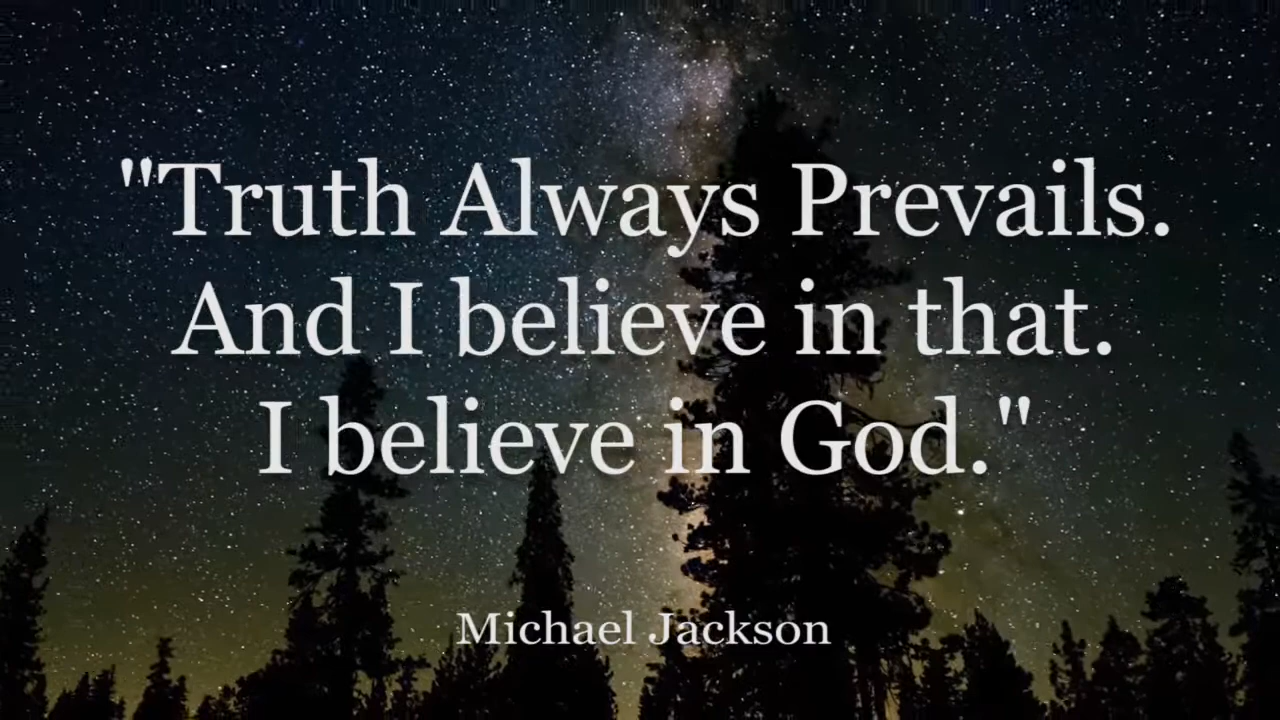 "Truth Always Prevails.
And I believe in that.
I believe in God."
Michael Jackson